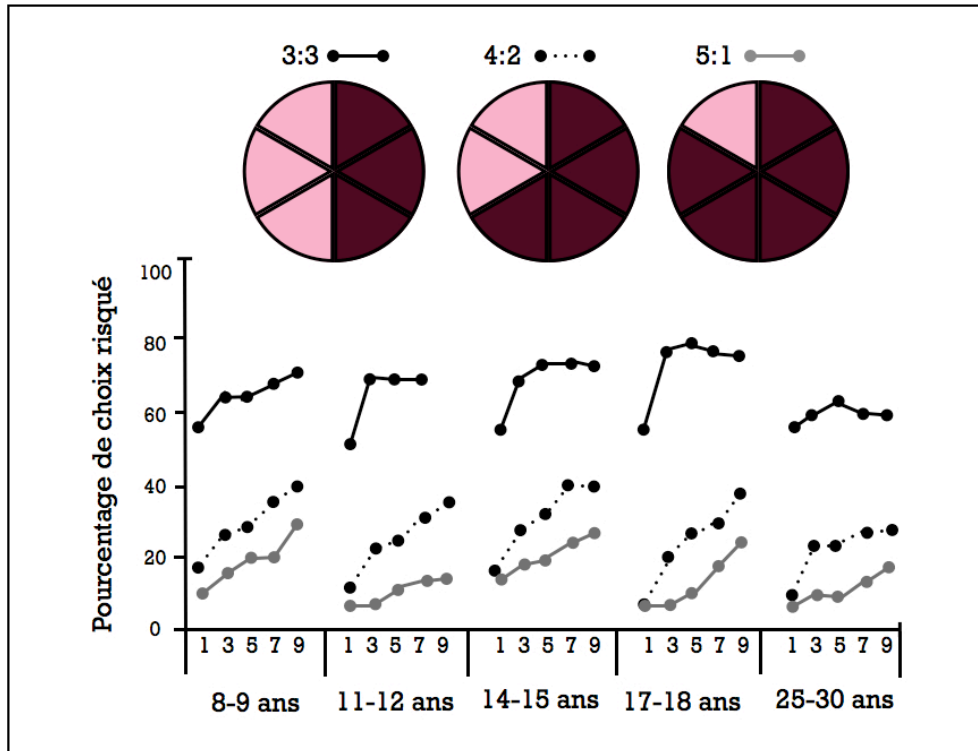 3:3 4:2 5:1
Pourcentage de choix risqué
100
80
60
40
20
0
1 3 5 7 9 1 3 5 7 9 1 3 5 7 9 1 3 5 7 9 1 3 5 7 9
8-9 ans 11-12 ans 14-15 ans 17-18 ans 25-30 ans